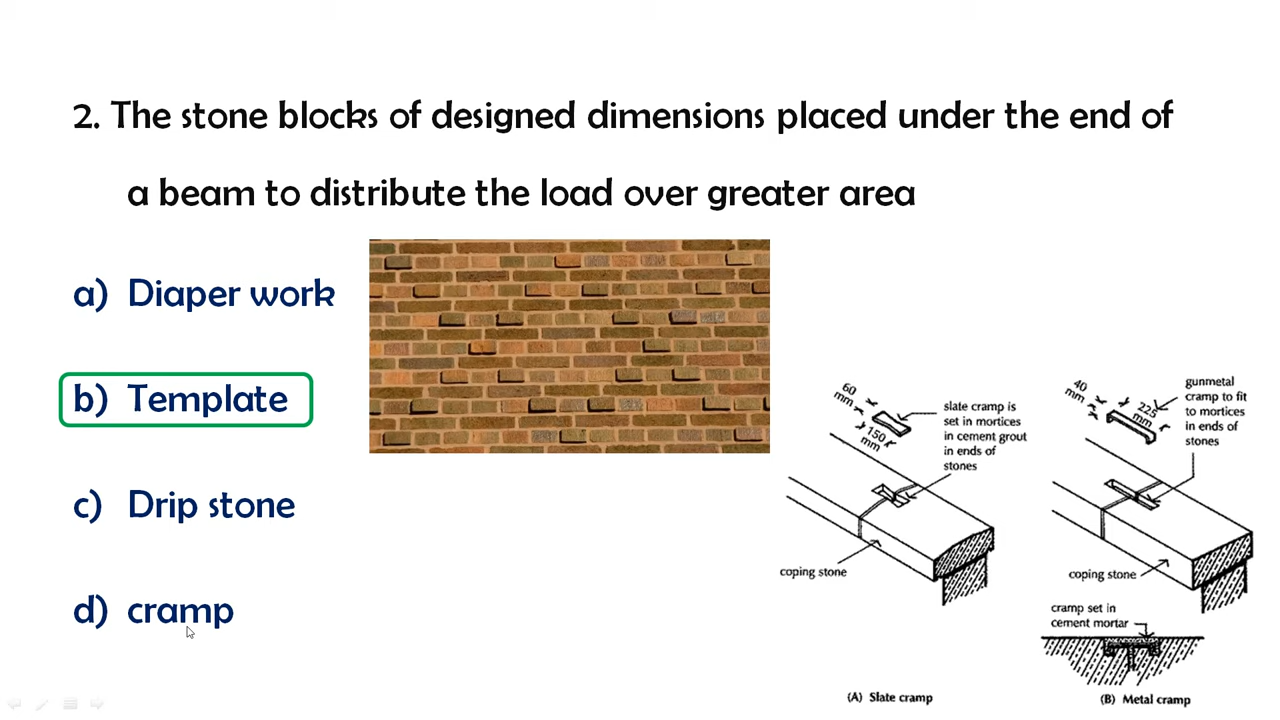 2. The stone blocks of designed dimensions placed under the end of
a beam to distribute the load over greater area
a) Diaper work
b) Template
c) Drip stone
d) cramp
60
mm
150
mm
slate cramp is
set in mortices
in cement grout
in ends of
stones
coping stone
(A) Slate cramp
40
mm
225
mm
gunmetal
cramp to fit
to mortices
in ends of
stones
coping stone
cramp set in
cement mortar
(B) Metal cramp